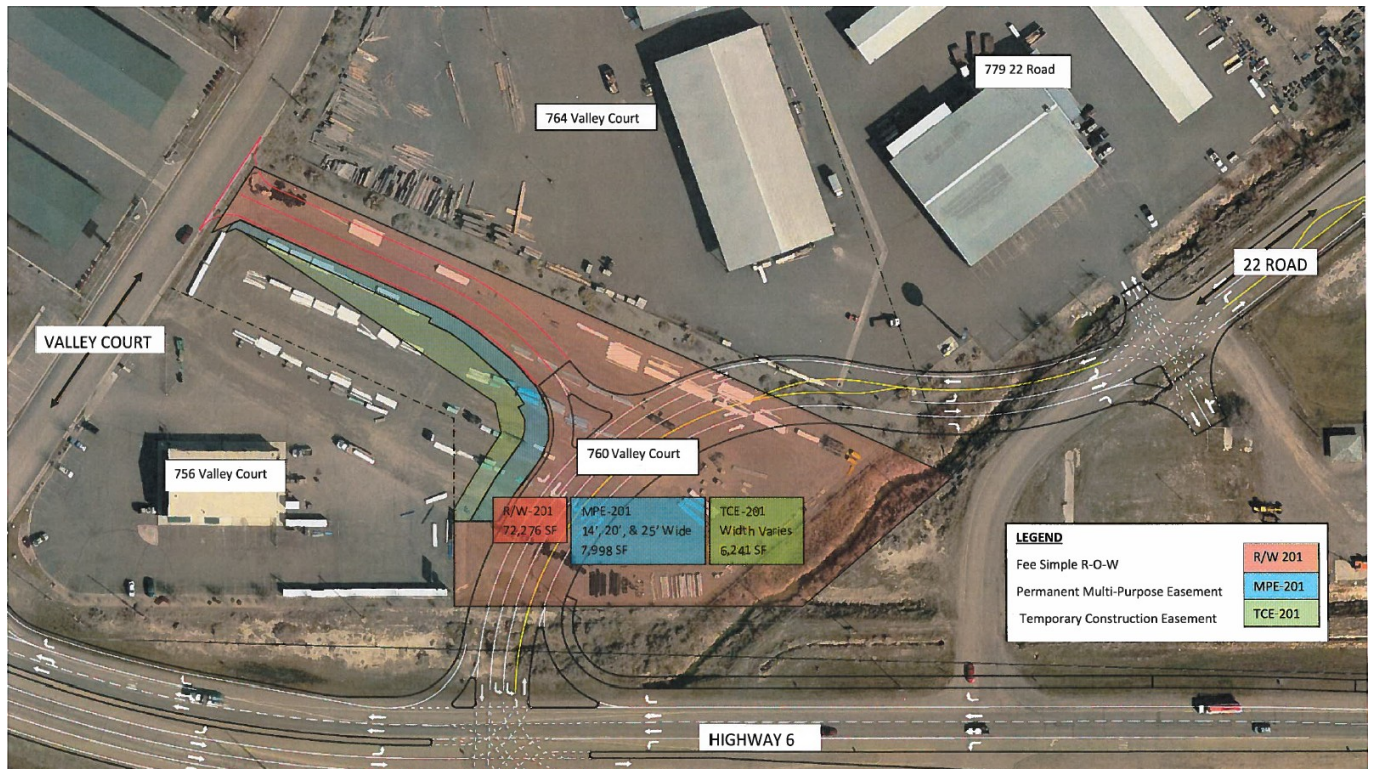 779 22 Road
764 Valley Court
22 ROAD
VALLEY COURT
760 Valley Court
756 Valley Court
R/W-201
72,276 SF
MPE-201
14', 20', & 25' Wide
7,998 SF
TCE-201
Width Varies
6,241 SF
LEGEND
Fee Simple R-O-W
R/W 201
Permanent Multi-Purpose Easement
MPE-201
Temporary Construction Easement
TCE-201
HIGHWAY 6